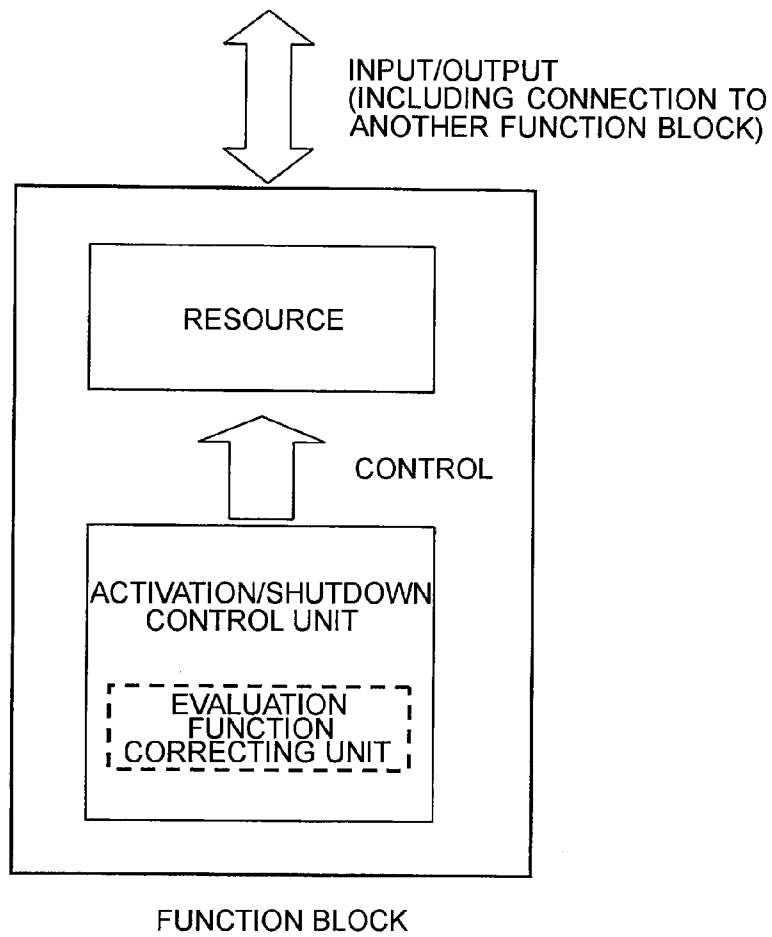 INPUT/OUTPUT
(INCLUDING CONNECTION TO
ANOTHER FUNCTION BLOCK)
RESOURCE
CONTROL
ACTIVATION/SHUTDOWN
CONTROL UNIT
EVALUATION
FUNCTION
CORRECTING UNIT
FUNCTION BLOCK